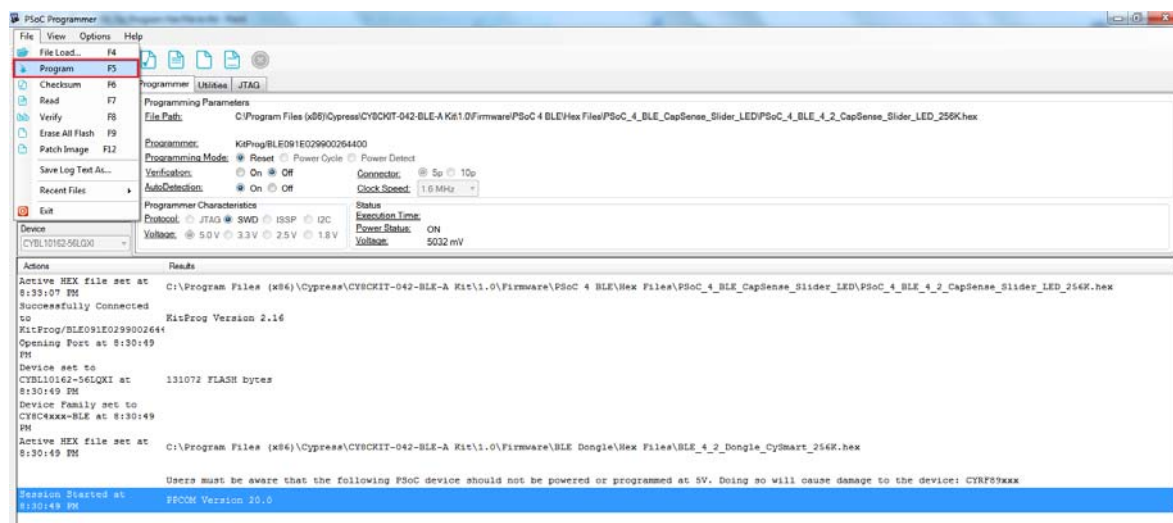 PSoC Programmer
File View Options Help
File Load... F4
Program F5
Checksum F6
Read F7
Verify F8
Erase All Flash F9
Patch Image F12
Save Log Text As...
Recent Files
Exit
Programmer Utilities JTAG
Programming Parameters
File Path: C:\Program Files (x86)\Cypress\CY8CKIT-042-BLE-A Kit\1.0\Firmware\PSoC 4 BLE\Hex Files\PSoC_4_BLE_CapSense_Slider_LED\PSoC_4_BLE_4_2_CapSense_Slider_LED_256K.hex
Programmer: KitProg/BLE091E029900264400
Programming Mode: Reset Power Cycle Power Detect
Verification: On Off Connector: 5p 10p
AutoDetection: On Off Clock Speed: 1.6 MHz
Programmer Characteristics
Protocol: JTAG SWD ISSP I2C
Voltage: 5.0 V 3.3 V 2.5 V 1.8 V
Status
Execution Time:
Power Status: ON
Voltage: 5032 mV
Device
CYBL10162-56LQXI
Actions Results
Active HEX file set at 8:33:07 PM
C:\Program Files (x86)\Cypress\CY8CKIT-042-BLE-A Kit\1.0\Firmware\PSoC 4 BLE\Hex Files\PSoC_4_BLE_CapSense_Slider_LED\PSoC_4_BLE_4_2_CapSense_Slider_LED_256K.hex
Successfully Connected
to KitProg Version 2.16
KitProg/BLE091E0299002644
Opening Port at 8:30:49
PM
Device set to
CYBL10162-56LQXI at 131072 FLASH bytes
8:30:49 PM
Device Family set to
CY8C4xxx-BLE at 8:30:49
PM
Active HEX file set at
8:30:49 PM C:\Program Files (x86)\Cypress\CY8CKIT-042-BLE-A Kit\1.0\Firmware\BLE Dongle\Hex Files\BLE_4_2_Dongle_CySmart_256K.hex
Users must be aware that the following PSoC device should not be powered or programmed at 5V. Doing so will cause damage to the device: CYRF89xxx
Session Started at
8:30:49 PM PPCOM Version 20.0